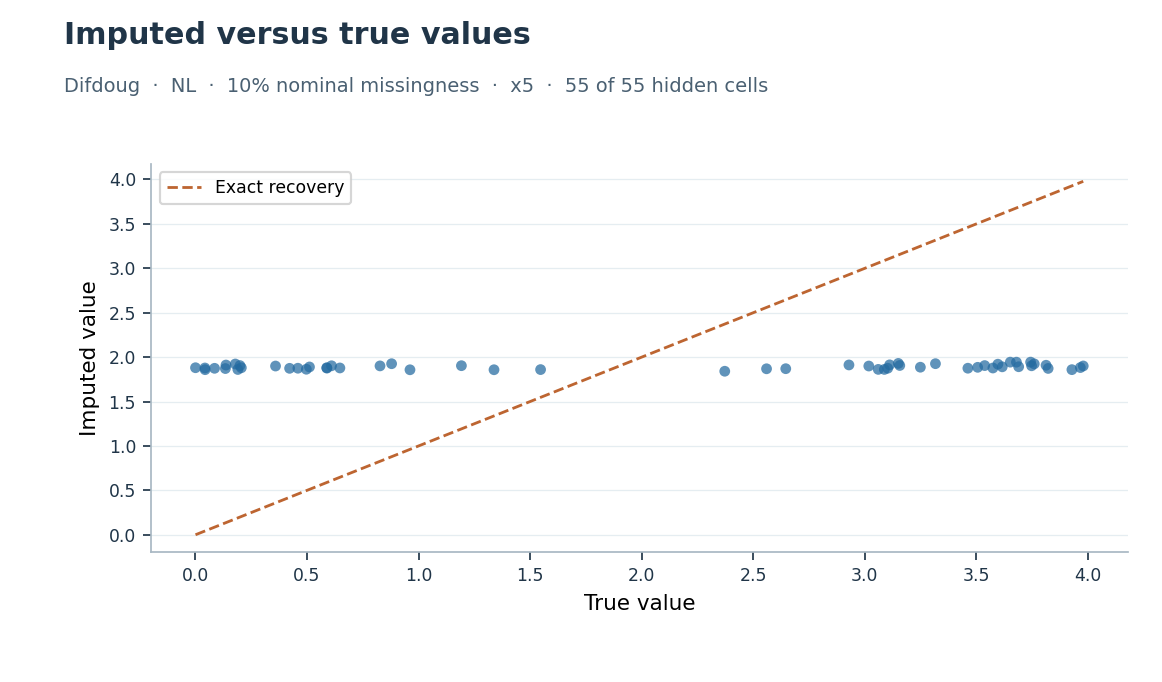 Imputed versus true values
Difdoug · NL · 10% nominal missingness · x5 · 55 of 55 hidden cells
Exact recovery
Imputed value
4.0
3.5
3.0
2.5
2.0
1.5
1.0
0.5
0.0
0.0 0.5 1.0 1.5 2.0 2.5 3.0 3.5 4.0
True value